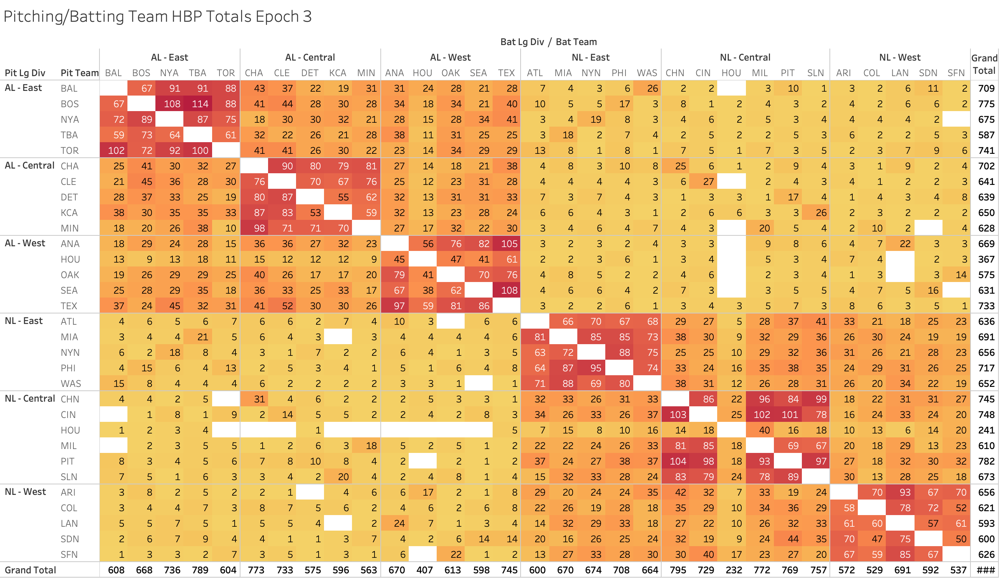 Pitching/Batting Team HBP Totals Epoch 3
Bat Lg Div / Bat Team
AL - East AL - Central AL - West NL - East NL - Central NL - West Grand Total
Pit Lg Div Pit Team BAL BOS NYA TBA TOR CHA CLE DET KCA MIN ANA HOU OAK SEA TEX ATL MIA NYN PHI WAS CHN CIN HOU MIL PIT SLN ARI COL LAN SDN SFN
AL - East BAL 67 91 91 88 43 37 22 19 31 31 24 28 21 28 7 4 3 6 26 2 2 3 10 1 3 2 6 11 2 709
BOS 67 108 114 88 41 44 28 30 28 34 18 34 21 40 10 5 5 17 3 8 1 2 4 3 2 4 2 6 6 2 775
NYA 72 89 87 75 18 30 30 32 21 28 15 28 34 41 3 4 19 8 3 4 6 2 5 3 4 4 4 4 2 675
TBA 59 73 64 61 32 22 26 21 28 38 11 31 25 25 3 18 2 7 4 2 5 2 2 5 3 6 2 2 5 3 587
TOR 102 72 92 100 41 41 26 30 22 23 14 34 29 29 13 8 1 8 1 7 5 1 7 3 5 2 3 7 9 6 741
AL - Central CHA 25 41 30 32 27 90 80 79 81 27 14 18 21 38 4 8 3 10 8 25 6 1 2 9 4 3 1 9 2 4 702
CLE 21 45 36 28 30 76 70 67 76 25 12 23 31 28 4 4 4 4 3 6 27 2 4 3 4 1 2 2 3 641
DET 28 37 33 25 19 80 87 55 62 32 13 31 31 33 7 3 7 4 3 1 3 3 1 17 4 1 4 3 4 8 639
KCA 38 30 35 35 33 87 83 53 59 32 13 23 28 24 6 6 4 3 1 2 6 6 3 3 26 2 3 2 2 2 650
MIN 18 20 26 38 10 98 71 71 70 27 17 32 22 30 3 4 6 4 7 4 3 20 5 4 2 10 2 4 628
AL - West ANA 18 29 24 28 15 36 36 27 32 23 56 76 82 105 3 2 3 2 4 3 3 9 8 6 4 7 22 3 3 669
HOU 13 9 13 18 11 15 12 12 12 9 45 47 41 61 2 2 3 6 1 3 4 5 3 4 7 4 2 3 367
OAK 19 26 29 29 25 40 26 17 17 20 79 41 70 76 4 8 5 2 2 4 6 2 3 4 1 3 3 14 575
SEA 25 28 29 35 18 36 33 25 33 17 67 38 62 108 4 6 6 4 2 7 3 3 5 5 4 7 5 16 631
TEX 37 24 45 32 31 41 52 30 30 26 97 59 81 86 3 2 2 6 1 3 4 3 5 7 3 8 6 3 5 1 733
NL - East ATL 4 6 5 6 7 6 6 2 7 4 10 3 6 6 66 70 67 68 29 27 5 28 37 41 33 21 18 25 23 636
MIA 3 4 4 21 5 6 4 3 3 4 4 4 4 6 81 85 85 73 38 30 9 32 29 36 26 30 24 19 19 691
NYN 6 2 18 8 4 3 1 7 2 2 6 4 1 3 5 63 72 88 75 25 25 10 29 32 36 31 26 21 28 23 656
PHI 4 15 6 4 13 2 5 3 4 1 5 1 6 4 8 64 87 95 74 33 24 16 35 38 35 24 29 31 26 25 717
WAS 15 8 4 4 4 6 2 2 2 2 3 3 1 1 71 88 69 80 38 31 12 26 28 31 26 20 34 22 19 652
NL - Central CHN 4 4 2 5 31 4 6 2 2 2 5 3 3 1 32 33 26 31 33 86 22 96 84 99 18 22 31 31 27 745
CIN 1 8 1 9 2 14 5 5 2 2 4 2 8 3 34 26 33 26 37 103 25 102 101 78 16 24 33 24 20 748
HOU 1 2 3 4 1 5 7 15 8 10 16 14 18 40 16 18 10 13 6 14 20 241
MIL 2 3 5 5 1 2 6 3 18 5 2 5 1 2 22 22 24 26 33 81 85 18 69 67 20 18 29 13 23 610
PIT 8 3 4 5 6 7 8 10 8 4 2 2 1 2 37 24 27 38 37 104 98 18 93 97 27 18 32 30 32 782
SLN 7 5 1 6 3 3 4 2 20 4 2 4 8 1 4 15 32 33 28 24 83 79 24 78 89 30 13 28 25 18 673
NL - West ARI 3 8 2 5 2 2 1 4 6 6 17 2 1 8 29 20 24 24 35 42 32 7 33 19 24 70 93 67 70 656
COL 3 4 4 7 3 8 7 5 6 2 4 6 2 6 8 22 26 19 28 18 35 29 10 34 36 29 58 78 72 52 621
LAN 5 5 7 5 1 5 5 4 2 24 7 1 3 4 14 32 29 33 18 27 22 10 26 32 33 61 60 57 61 593
SDN 2 6 7 9 4 4 1 1 3 7 4 2 6 14 14 20 16 26 25 24 32 19 9 24 44 35 70 47 75 50 600
SFN 1 3 3 2 7 3 5 1 3 1 6 22 1 2 13 27 33 28 30 30 40 17 23 27 20 67 59 85 67 626
Grand Total 608 668 736 789 604 773 733 575 596 563 670 407 613 598 745 600 670 674 708 664 795 729 232 772 769 757 572 529 691 592 537 ###